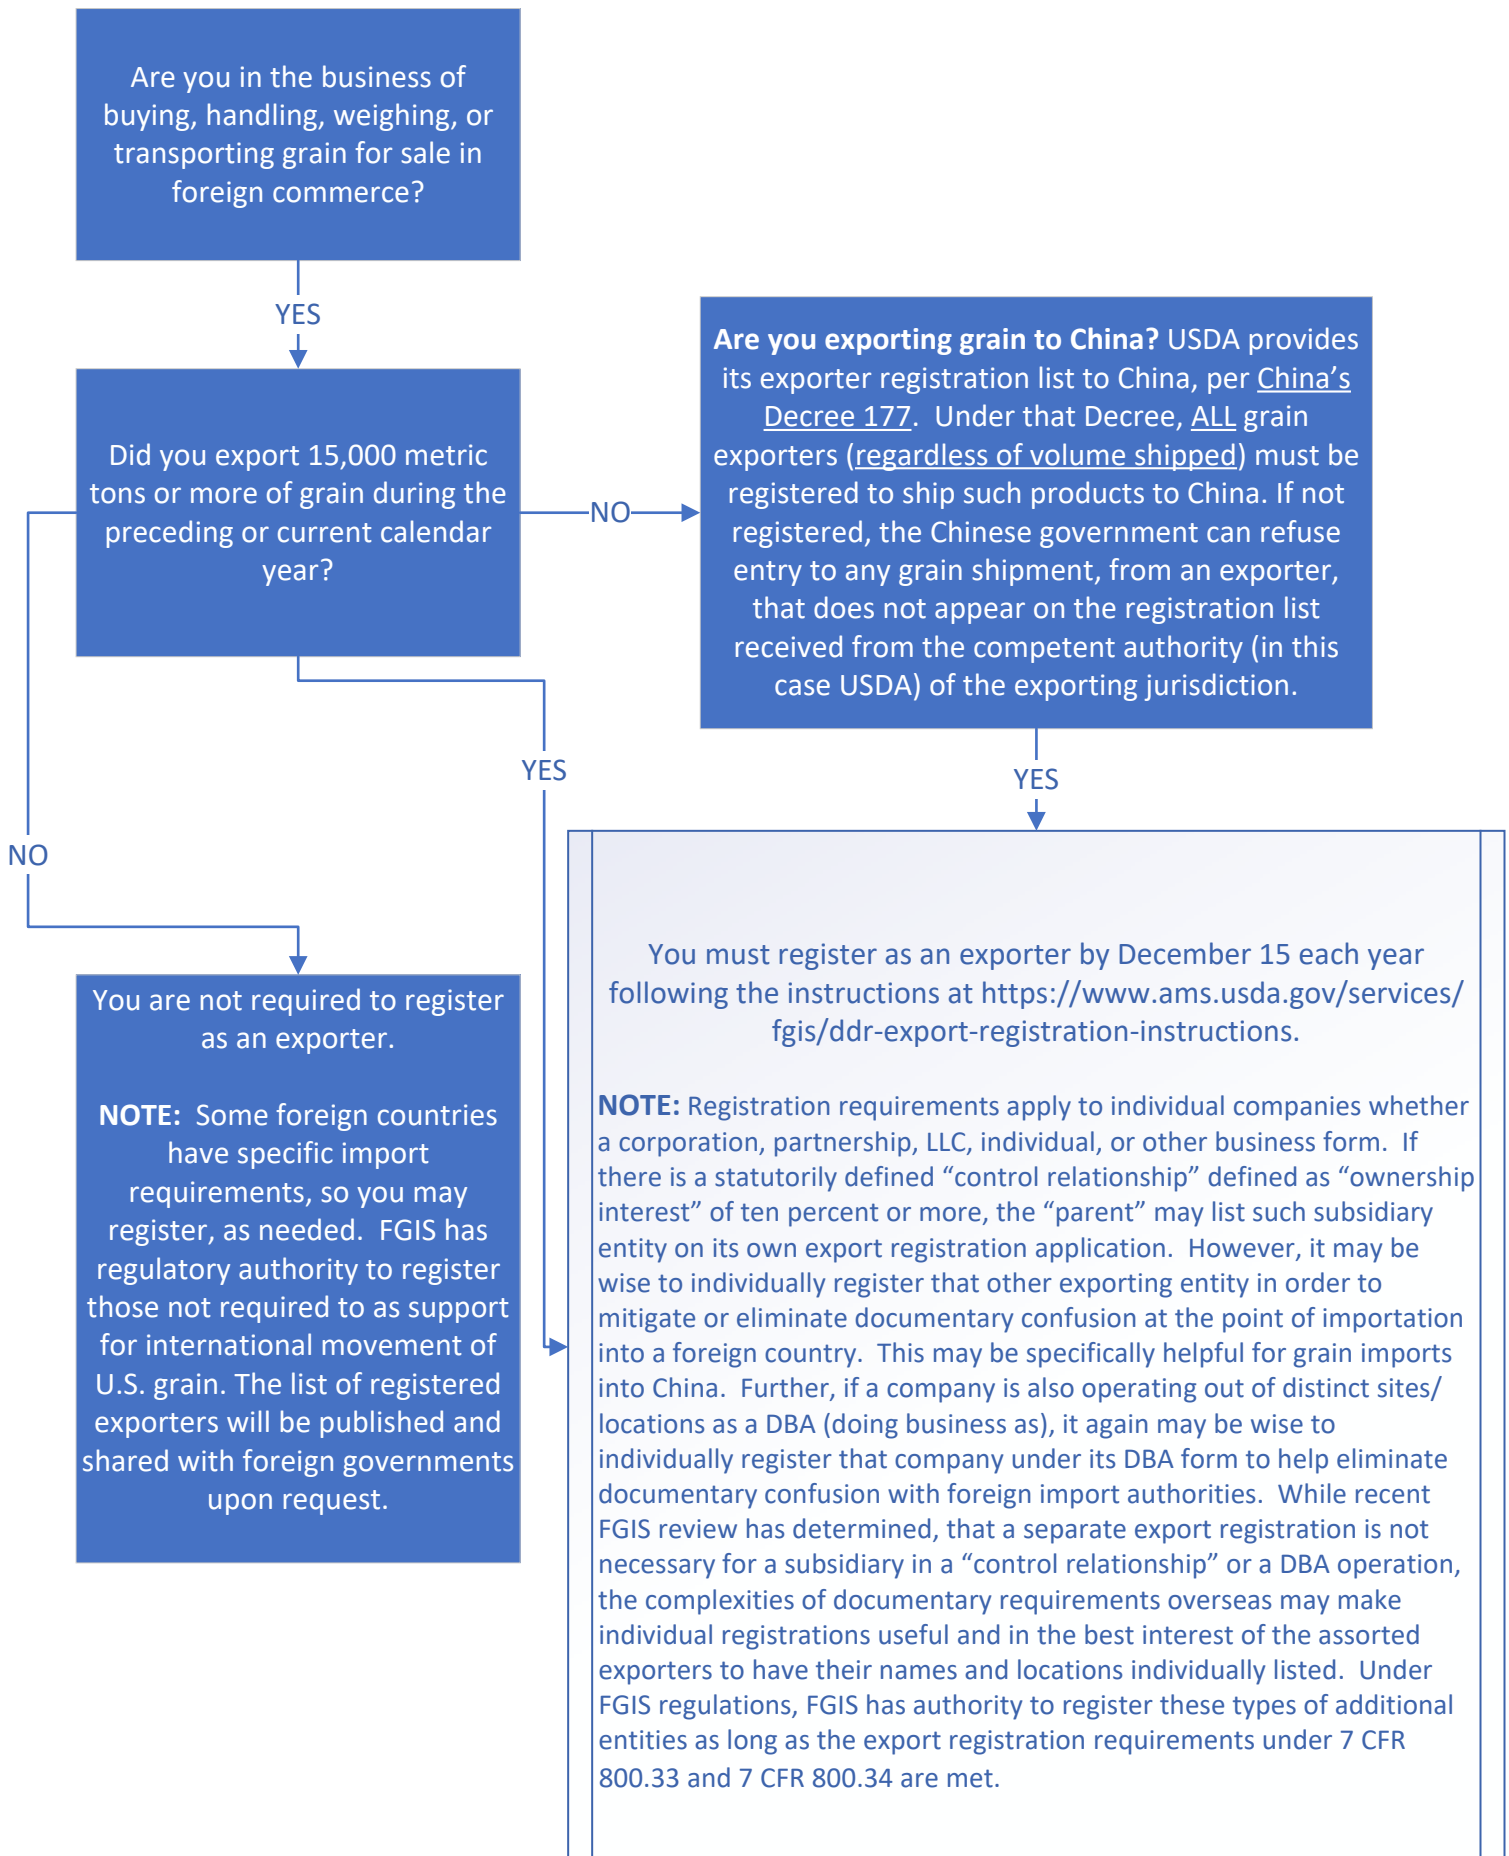 Are you in the business of
buying, handling, weighing, or
transporting grain for sale in
foreign commerce?
YES
Did you export 15,000 metric
tons or more of grain during the
preceding or current calendar
year?
NO
Are you exporting grain to China? USDA provides
its exporter registration list to China, per China's
Decree 177.  Under that Decree, ALL grain
exporters (regardless of volume shipped) must be
registered to ship such products to China. If not
registered, the Chinese government can refuse
entry to any grain shipment, from an exporter,
that does not appear on the registration list
received from the competent authority (in this
case USDA) of the exporting jurisdiction.
YES
YES
NO
You are not required to register
as an exporter.
NOTE:  Some foreign countries
have specific import
requirements, so you may
register, as needed.  FGIS has
regulatory authority to register
those not required to as support
for international movement of
U.S. grain. The list of registered
exporters will be published and
shared with foreign governments
upon request.
You must register as an exporter by December 15 each year
following the instructions at https://www.ams.usda.gov/services/
fgis/ddr-export-registration-instructions.
NOTE: Registration requirements apply to individual companies whether
a corporation, partnership, LLC, individual, or other business form.  If
there is a statutorily defined “control relationship” defined as “ownership
interest” of ten percent or more, the “parent” may list such subsidiary
entity on its own export registration application.  However, it may be
wise to individually register that other exporting entity in order to
mitigate or eliminate documentary confusion at the point of importation
into a foreign country.  This may be specifically helpful for grain imports
into China.  Further, if a company is also operating out of distinct sites/
locations as a DBA (doing business as), it again may be wise to
individually register that company under its DBA form to help eliminate
documentary confusion with foreign import authorities.  While recent
FGIS review has determined, that a separate export registration is not
necessary for a subsidiary in a “control relationship” or a DBA operation,
the complexities of documentary requirements overseas may make
individual registrations useful and in the best interest of the assorted
exporters to have their names and locations individually listed.  Under
FGIS regulations, FGIS has authority to register these types of additional
entities as long as the export registration requirements under 7 CFR
800.33 and 7 CFR 800.34 are met.